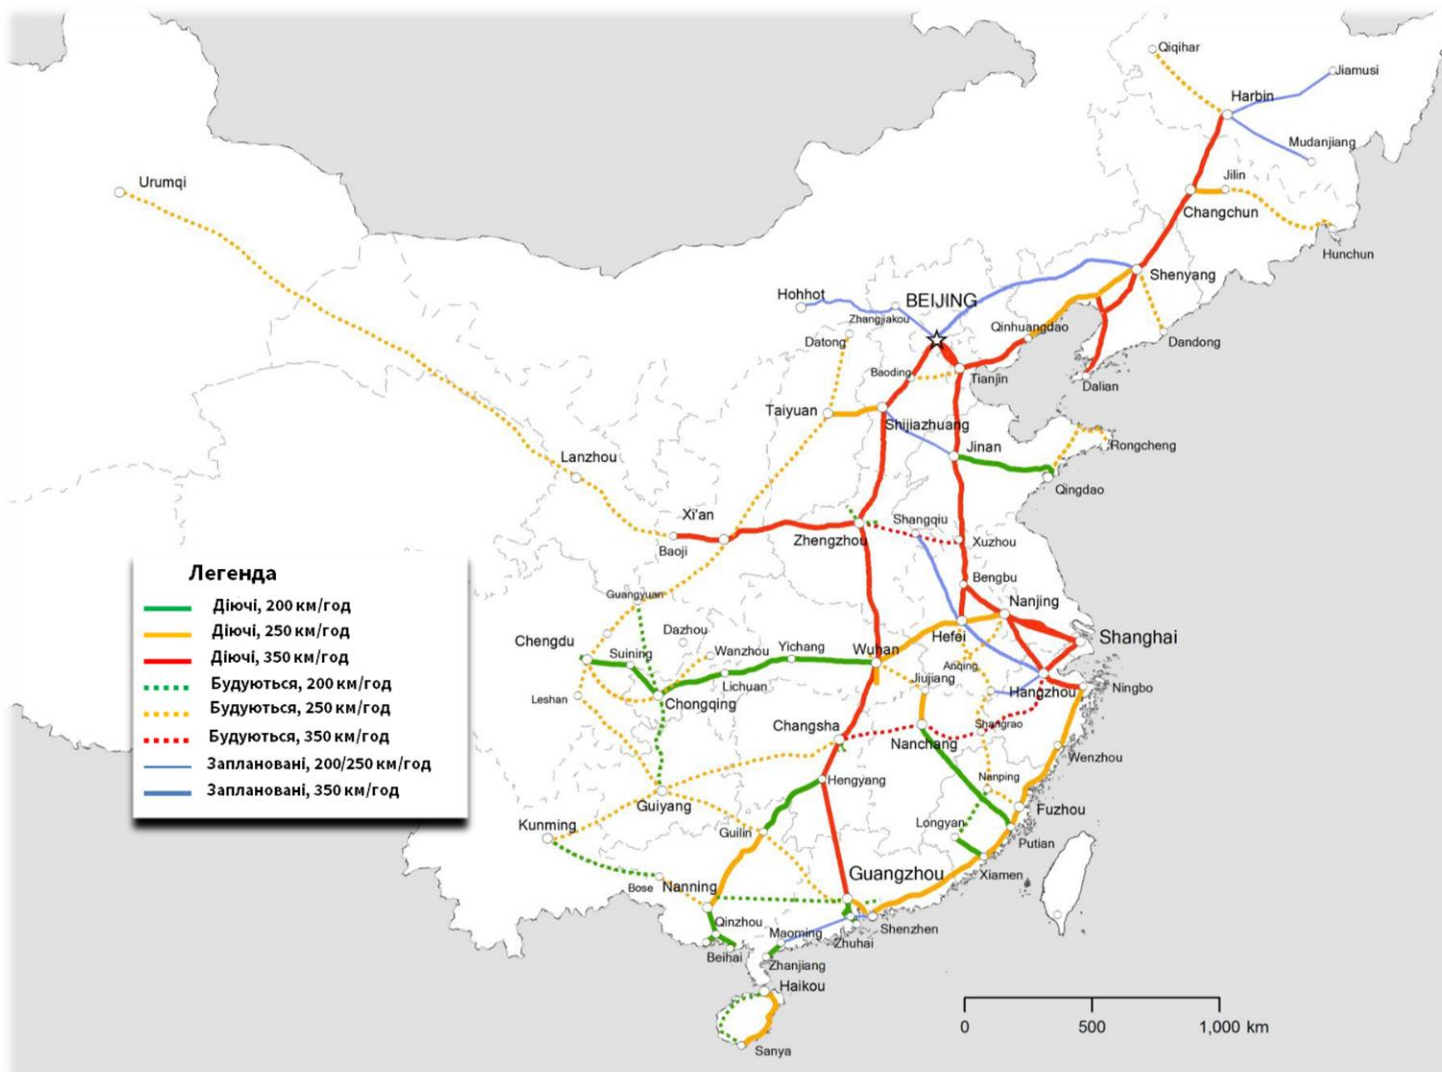 Qiqihar
Jiamusi
Harbin
Mudanjiang
Urumqi
Jilin
Changchun
Hunchun
Shenyang
Hohhot
BEIJING
Zhangjiakou
Qinhuangdao
Datong
Dandong
Baoding
Tianjin
Dalian
Taiyuan
Shijiazhuang
Jinan
Rongcheng
Lanzhou
Qingdao
Xi'an
Shangqiu
Zhengzhou
Xuzhou
Baoji
Легенда
Діючі, 200 км/год
Діючі, 250 км/год
Діючі, 350 км/год
Будуються, 200 км/год
Будуються, 250 км/год
Будуються, 350 км/год
Заплановані, 200/250 км/год
Заплановані, 350 км/год
Bengbu
Guangyuan
Nanjing
Dazhou
Hefei
Shanghai
Chengdu
Suining
Wanzhou
Yichang
Wuhan
Anqing
Jiujiang
Lichuan
Hangzhou
Ningbo
Leshan
Chongqing
Changsha
Shangrao
Nanchang
Wenzhou
Hengyang
Nanping
Guiyang
Fuzhou
Kunming
Guilin
Longyan
Putian
Guangzhou
Xiamen
Bose
Nanning
Qinzhou
Maoming
Shenzhen
Zhuhai
Beihai
Zhanjiang
Haikou
0 500 1,000 km
Sanya